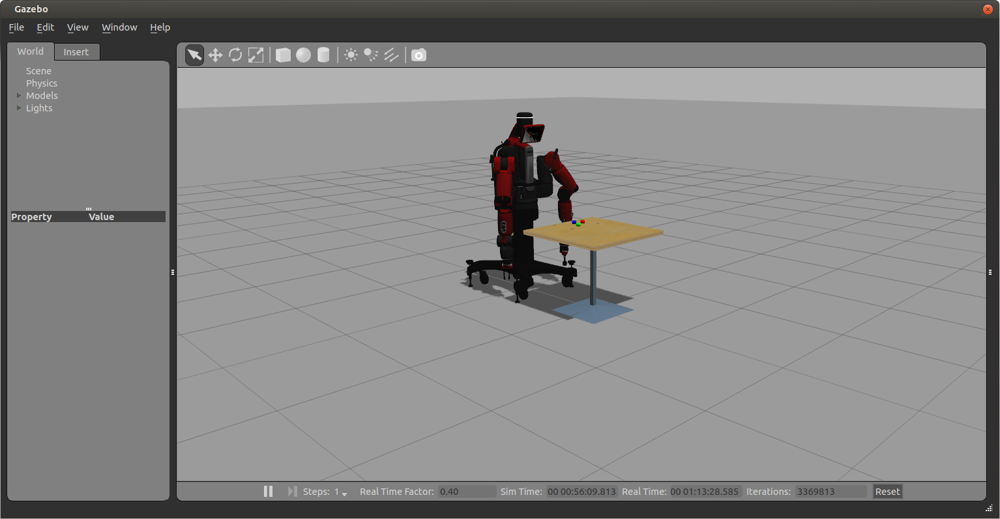 Gazebo
File Edit View Window Help
World Insert
Scene
Physics
Models
Lights
Property Value
Steps: 1 Real Time Factor: 0.40 Sim Time: 00 00:56:09.813 Real Time: 00 01:13:28.585 Iterations: 3369813 Reset